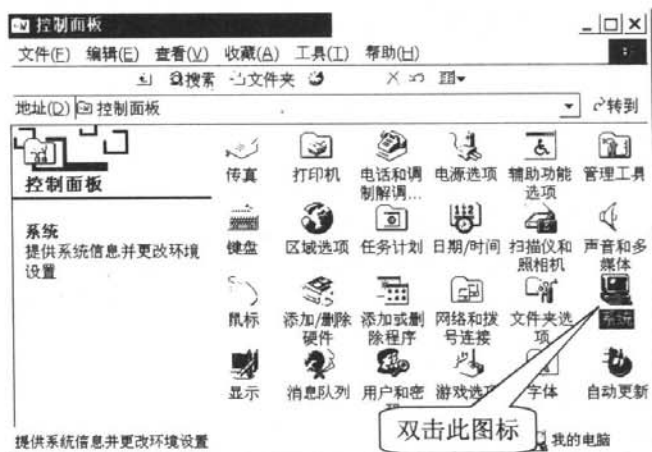 控制面板
文件(F) 编辑(E) 查看(V) 收藏(A) 工具(T) 帮助(H)
搜索 文件夹
地址(D) 控制面板 转到
控制面板
系统
提供系统信息并更改环境
设置
传真 打印机 电话和调制解调... 电源选项 辅助功能选项 管理工具
键盘 区域选项 任务计划 日期/时间 扫描仪和照相机 声音和多媒体
鼠标 添加/删除硬件 添加或删除程序 网络和拨号连接 文件夹选项 系统
显示 消息队列 用户和密 游戏选 字体 自动更新
双击此图标
提供系统信息并更改环境设置 我的电脑